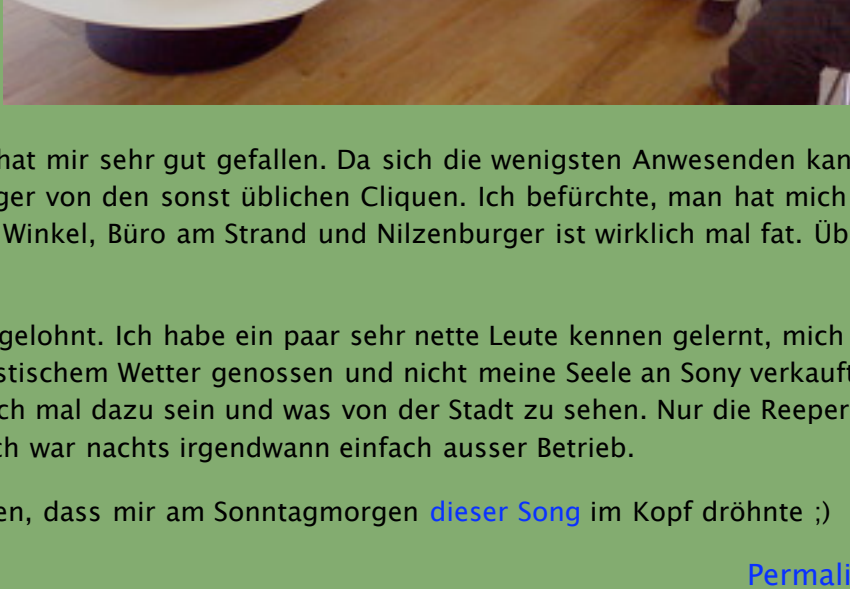 hat mir sehr gut gefallen. Da sich die wenigsten Anwesenden kan
ger von den sonst üblichen Cliquen. Ich befürchte, man hat mich
Winkel, Büro am Strand und Nilzenburger ist wirklich mal fat. Üb
gelohnt. Ich habe ein paar sehr nette Leute kennen gelernt, mich
stischem Wetter genossen und nicht meine Seele an Sony verkauft
ch mal dazu sein und was von der Stadt zu sehen. Nur die Reeper
ch war nachts irgendwann einfach ausser Betrieb.
en, dass mir am Sonntagmorgen dieser Song im Kopf dröhnte ;)
Permali